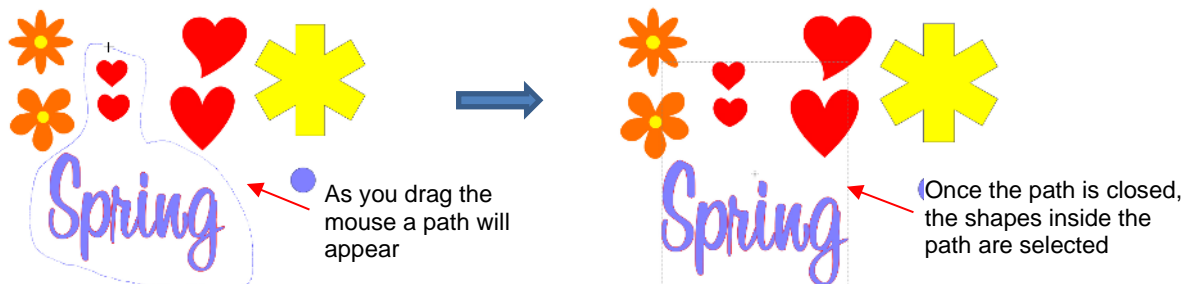 Spring
As you drag the
mouse a path will
appear
Spring
Once the path is closed,
the shapes inside the
path are selected